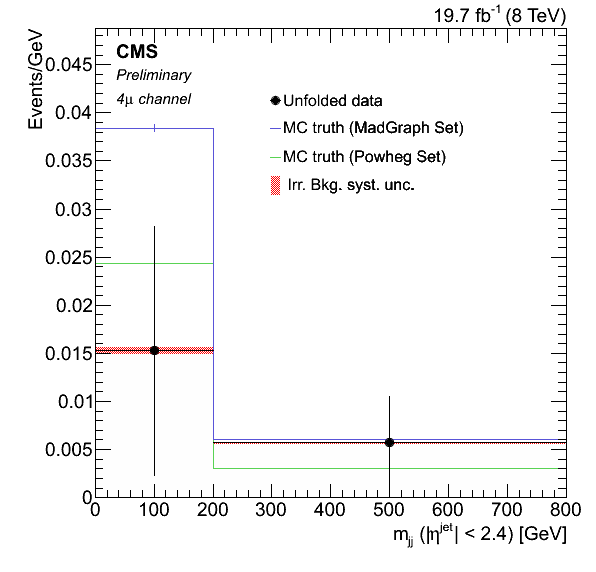 19.7 fb⁻¹ (8 TeV)
Events/GeV
CMS
Preliminary
4μ channel
Unfolded data
MC truth (MadGraph Set)
MC truth (Powheg Set)
Irr. Bkg. syst. unc.
0.045
0.04
0.035
0.03
0.025
0.02
0.015
0.01
0.005
0
0 100 200 300 400 500 600 700 800
m_jj (|η^jet| < 2.4) [GeV]